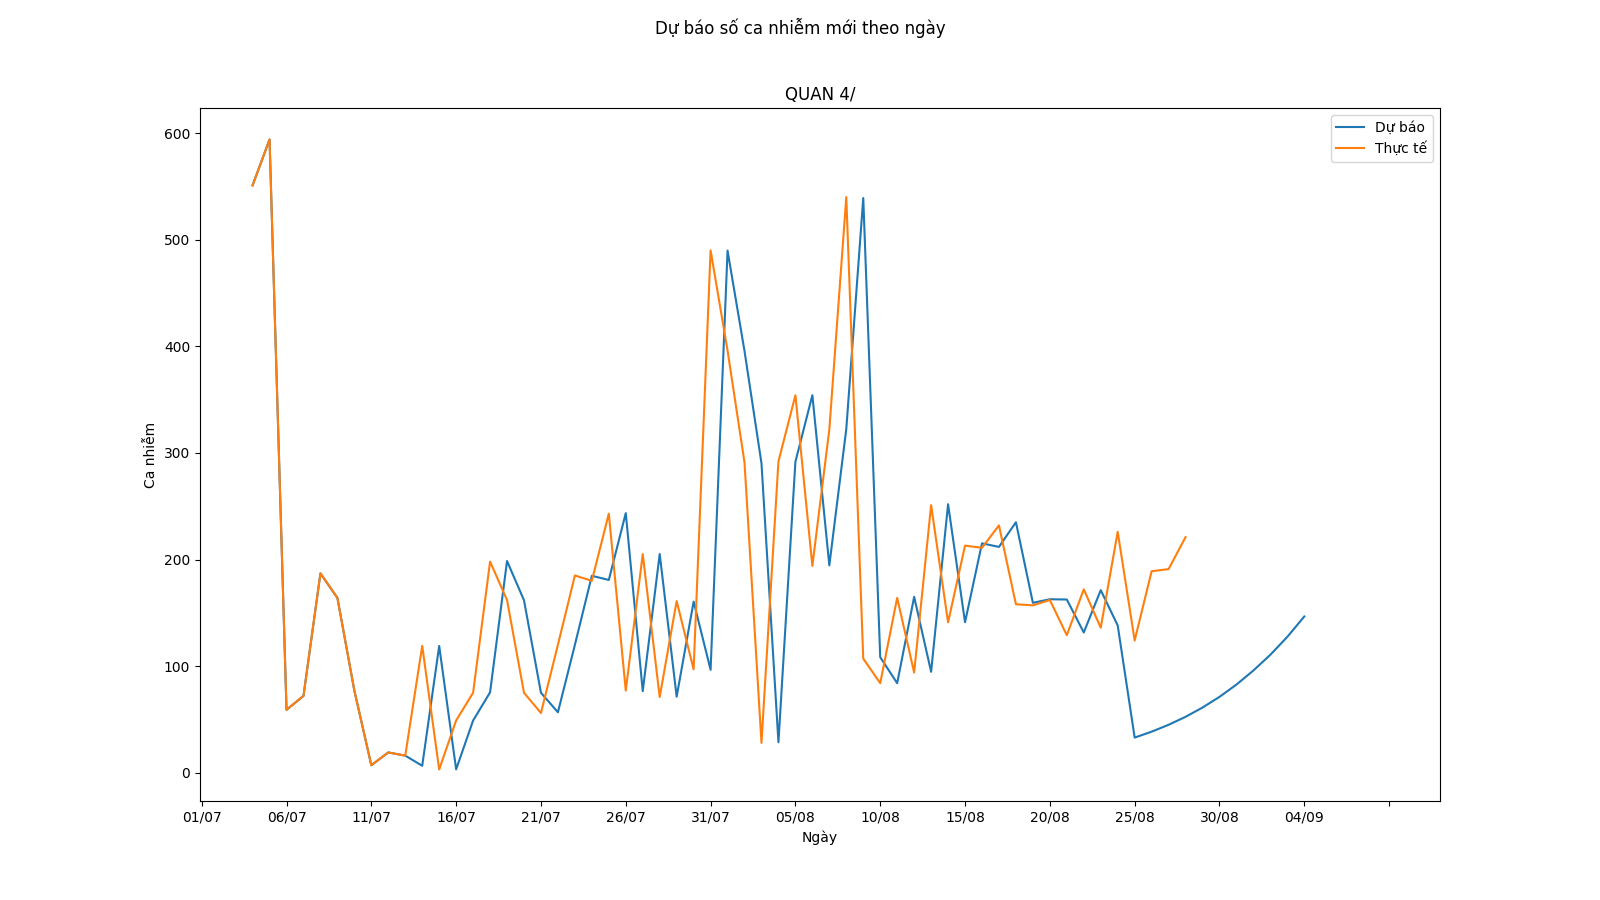 Dự báo số ca nhiễm mới theo ngày
QUAN 4/
Dự báo
Thực tế
600
500
400
300
200
100
0
Ca nhiễm
01/07 06/07 11/07 16/07 21/07 26/07 31/07 05/08 10/08 15/08 20/08 25/08 30/08 04/09
Ngày